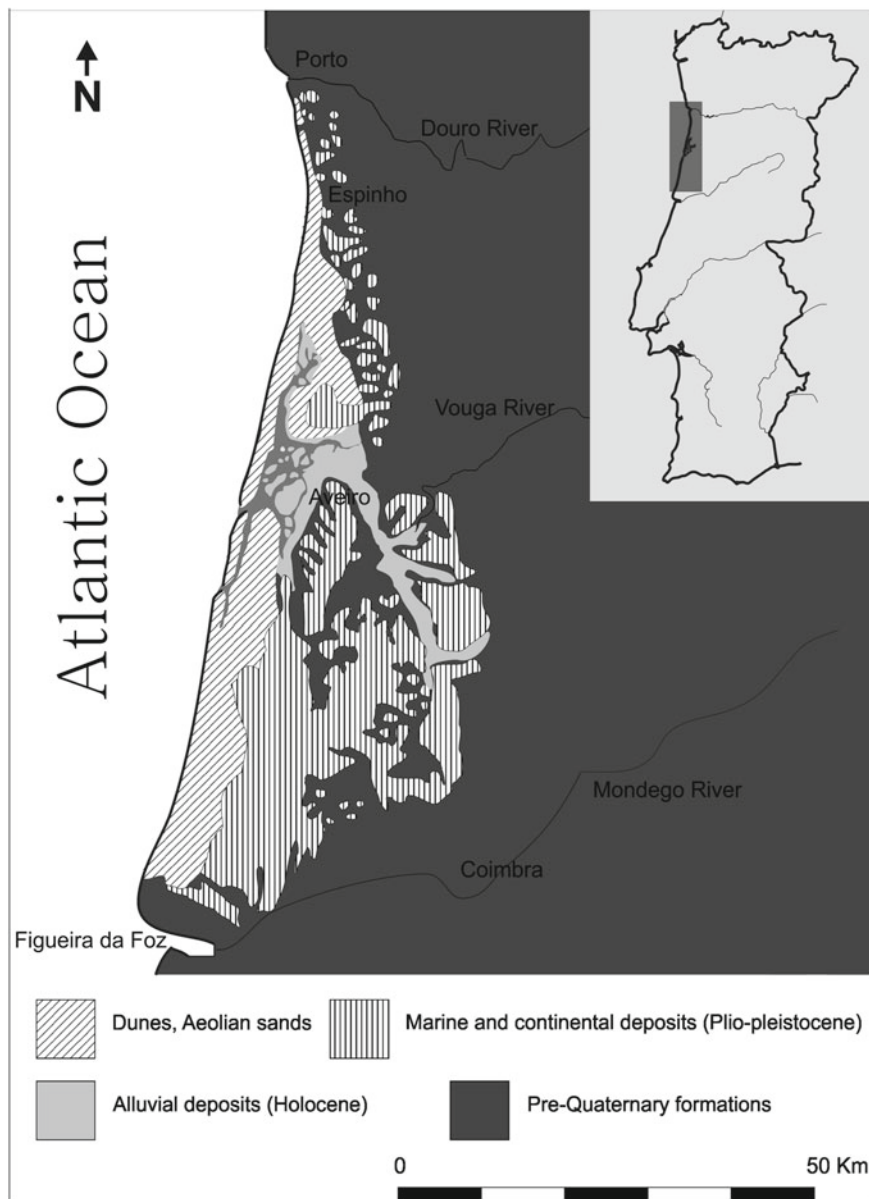 N
Porto
Douro River
Espinho
Atlantic Ocean
Vouga River
Aveiro
Mondego River
Coimbra
Figueira da Foz
Dunes, Aeolian sands
Marine and continental deposits (Plio-pleistocene)
Alluvial deposits (Holocene)
Pre-Quaternary formations
0
50 Km